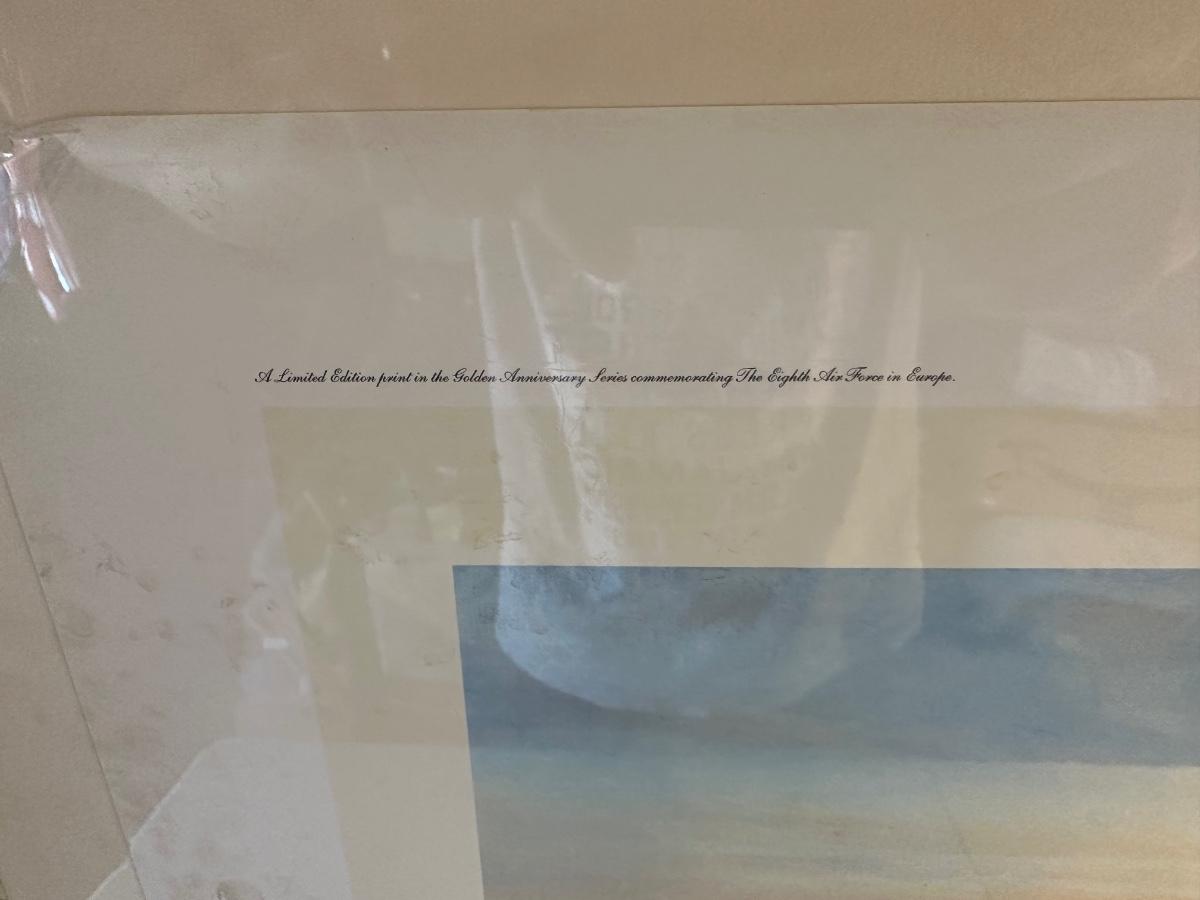 A Limited Edition print in the Golden Anniversary Series commemorating The Eighth Air Force in Europe.